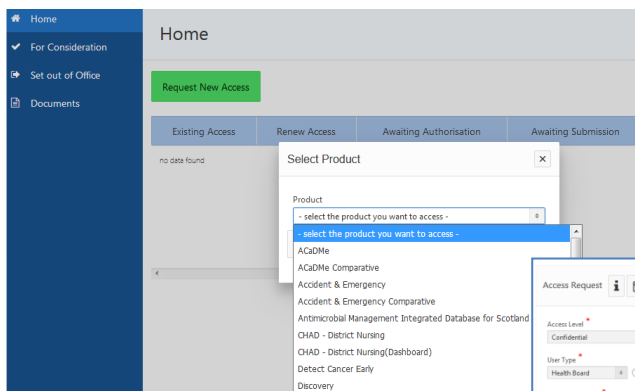 Home
For Consideration
Set out of Office
Documents
Home
Request New Access
Existing Access
Renew Access
Awaiting Authorisation
Awaiting Submission
no data found
Select Product
Product
- select the product you want to access -
- select the product you want to access -
ACaDMe
ACaDMe Comparative
Accident & Emergency
Accident & Emergency Comparative
Antimicrobial Management Integrated Database for Scotland
CHAD - District Nursing
CHAD - District Nursing(Dashboard)
Detect Cancer Early
Discovery
Access Request
Access Level *
Confidential
User Type *
Health Board